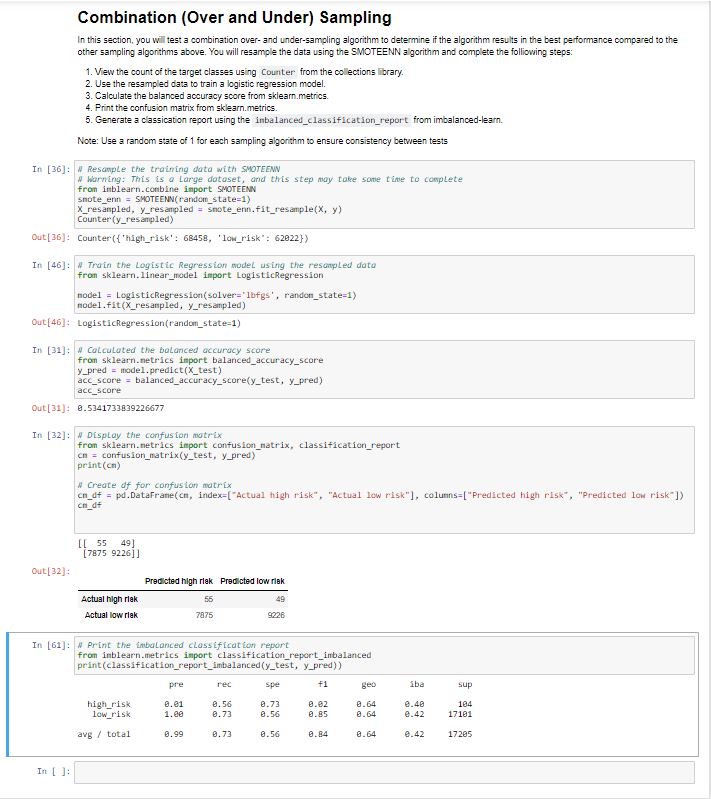 Combination (Over and Under) Sampling
In this section, you will test a combination over- and under-sampling algorithm to determine if the algorithm results in the best performance compared to the
other sampling algorithms above. You will resample the data using the SMOTEENN algorithm and complete the following steps:
1. View the count of the target classes using Counter from the collections library.
2. Use the resampled data to train a logistic regression model.
3. Calculate the balanced accuracy score from sklearn.metrics.
4. Print the confusion matrix from sklearn.metrics.
5. Generate a classication report using the imbalanced_classification_report from imbalanced-learn.
Note: Use a random state of 1 for each sampling algorithm to ensure consistency between tests
In [36]: # Resample the training data with SMOTEENN
# Warning: This is a large dataset, and this step may take some time to complete
from imblearn.combine import SMOTEENN
smote_enn = SMOTEENN(random_state=1)
X_resampled, y_resampled = smote_enn.fit_resample(X, y)
Counter(y_resampled)
Out[36]: Counter({'high_risk': 68458, 'low_risk': 62022})
In [46]: # Train the Logistic Regression model using the resampled data
from sklearn.linear_model import LogisticRegression
model = LogisticRegression(solver='lbfgs', random_state=1)
model.fit(X_resampled, y_resampled)
Out[46]: LogisticRegression(random_state=1)
In [31]: # Calculated the balanced accuracy score
from sklearn.metrics import balanced_accuracy_score
y_pred = model.predict(X_test)
acc_score = balanced_accuracy_score(y_test, y_pred)
acc_score
Out[31]: 0.5341733839226677
In [32]: # Display the confusion matrix
from sklearn.metrics import confusion_matrix, classification_report
cm = confusion_matrix(y_test, y_pred)
print(cm)
# Create df for confusion matrix
cm_df = pd.DataFrame(cm, index=["Actual high risk", "Actual low risk"], columns=["Predicted high risk", "Predicted low risk"])
cm_df
[[ 55 49]
[7875 9226]]
Out[32]:
Predicted high risk Predicted low risk
Actual high risk 55 49
Actual low risk 7875 9226
In [61]: # Print the imbalanced classification report
from imblearn.metrics import classification_report_imbalanced
print(classification_report_imbalanced(y_test, y_pred))
pre rec spe f1 geo iba sup
high_risk 0.01 0.56 0.73 0.02 0.64 0.40 104
low_risk 1.00 0.73 0.56 0.85 0.64 0.42 17101
avg / total 0.99 0.73 0.56 0.84 0.64 0.42 17205
In [ ]: